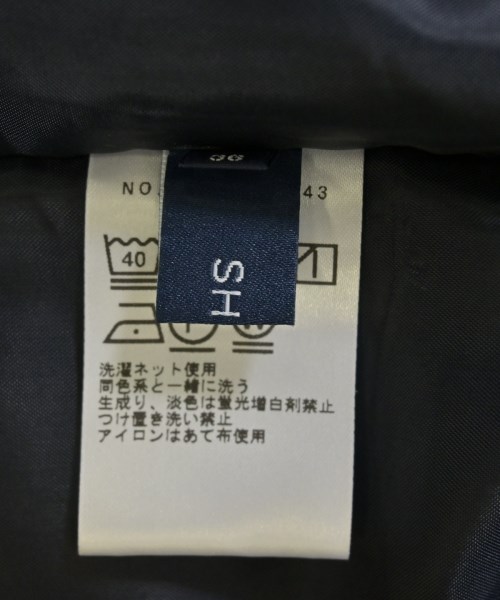 36
NO.
43
40
SH
洗濯ネット使用
同色系と一緒に洗う
生成り、淡色は蛍光増白剤禁止
つけ置き洗い禁止
アイロンはあて布使用